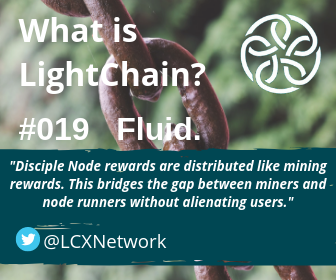 What is
LightChain?
#019 Fluid.
"Disciple Node rewards are distributed like mining
rewards. This bridges the gap between miners and
node runners without alienating users."
@LCXNetwork